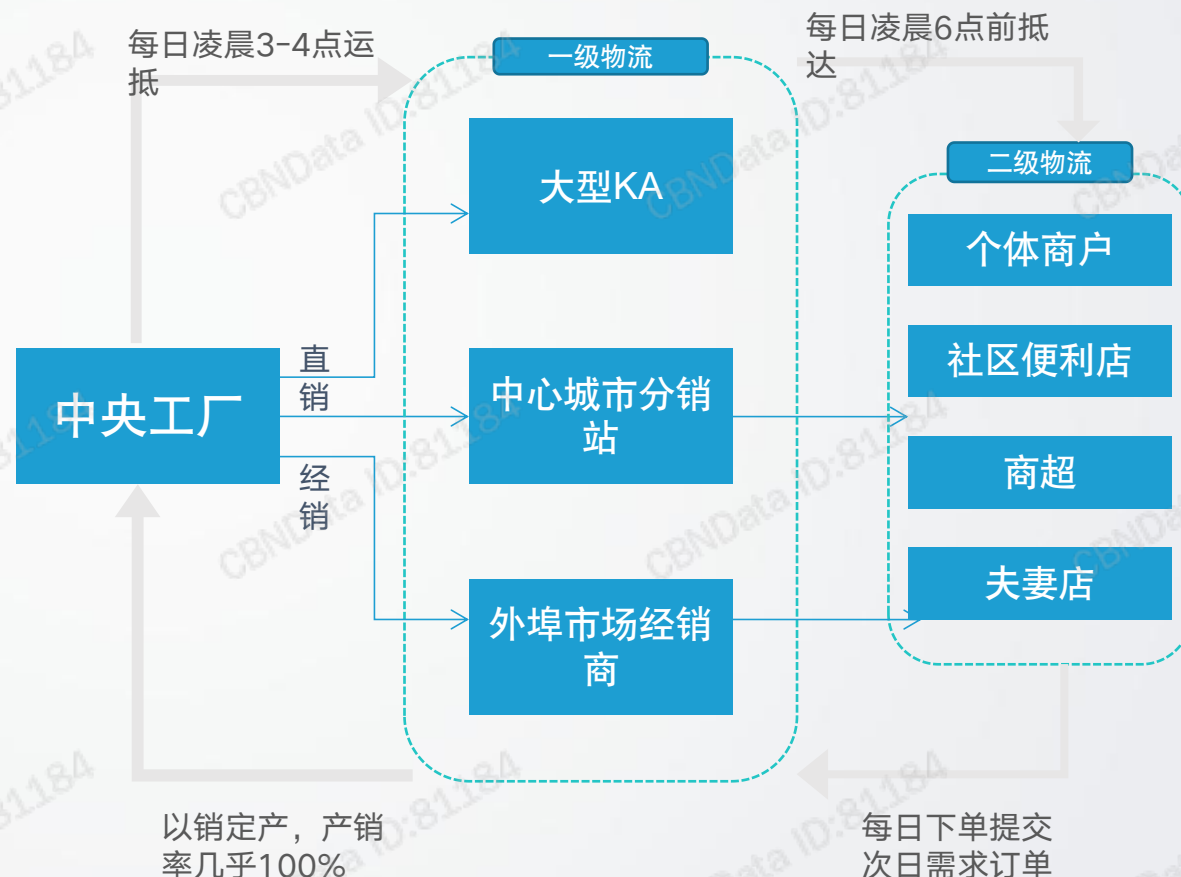 每日凌晨3-4点运
抵
每日凌晨6点前抵
达
一级物流
二级物流
大型KA
个体商户
社区便利店
直
销
中央工厂
中心城市分销
站
商超
经
销
夫妻店
外埠市场经销
商
以销定产，产销
率几乎100%
每日下单提交
次日需求订单
CBNData ID:81184